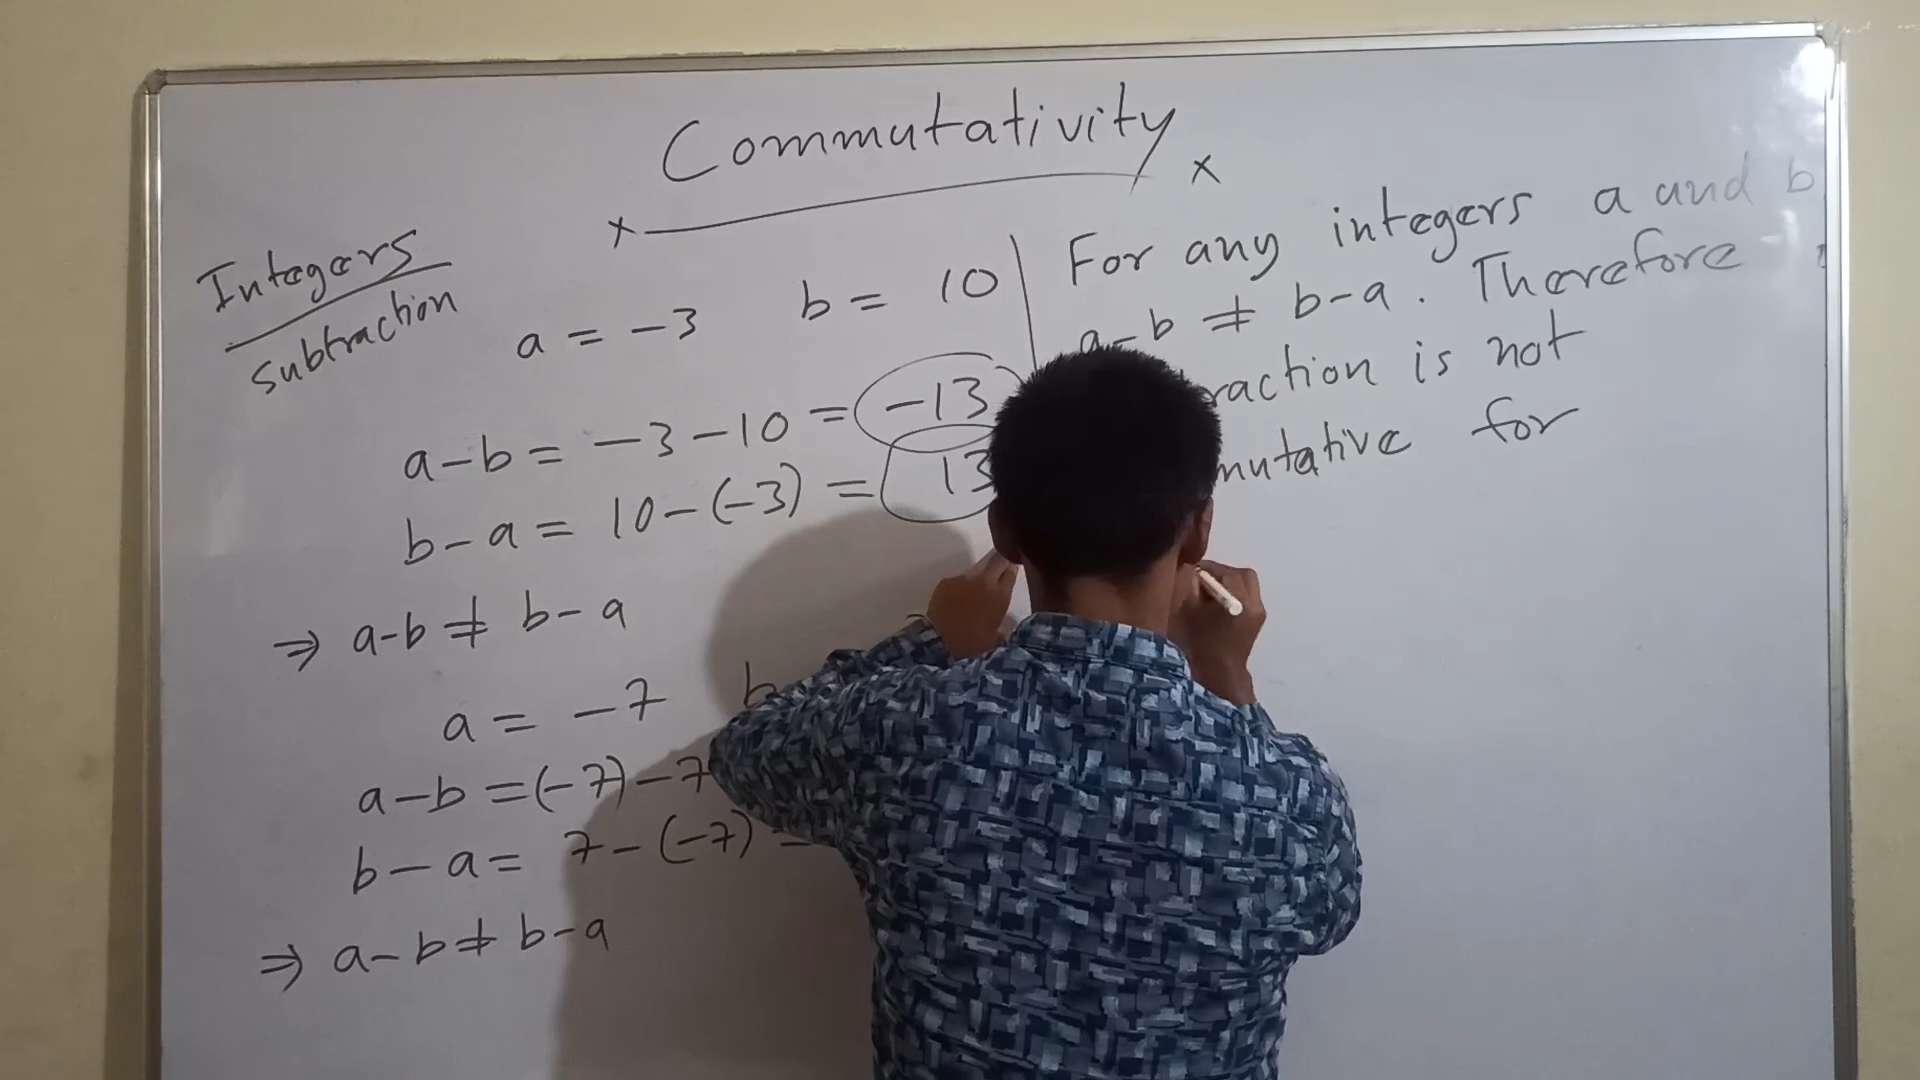 Commutativity
Integers
subtraction
a = -3 b = 10
a-b = -3-10 = -13
b-a = 10-(-3) = 13
⇒ a-b ≠ b-a
a = -7 b
a-b =(-7)-7
b-a = 7-(-7) =
⇒ a-b ≠ b-a
For any integers a and b
a-b ≠ b-a. Therefore
raction is not
mutative for